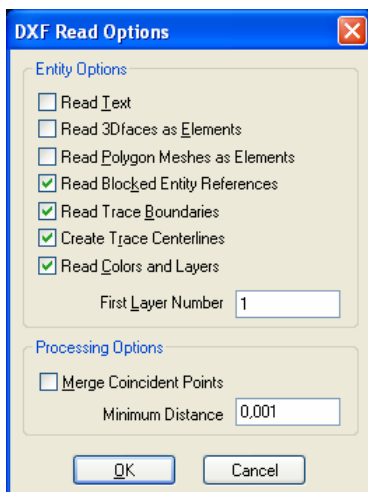 DXF Read Options
Entity Options
Read Text
Read 3Dfaces as Elements
Read Polygon Meshes as Elements
Read Blocked Entity References
Read Trace Boundaries
Create Trace Centerlines
Read Colors and Layers
First Layer Number 1
Processing Options
Merge Coincident Points
Minimum Distance 0,001
OK Cancel